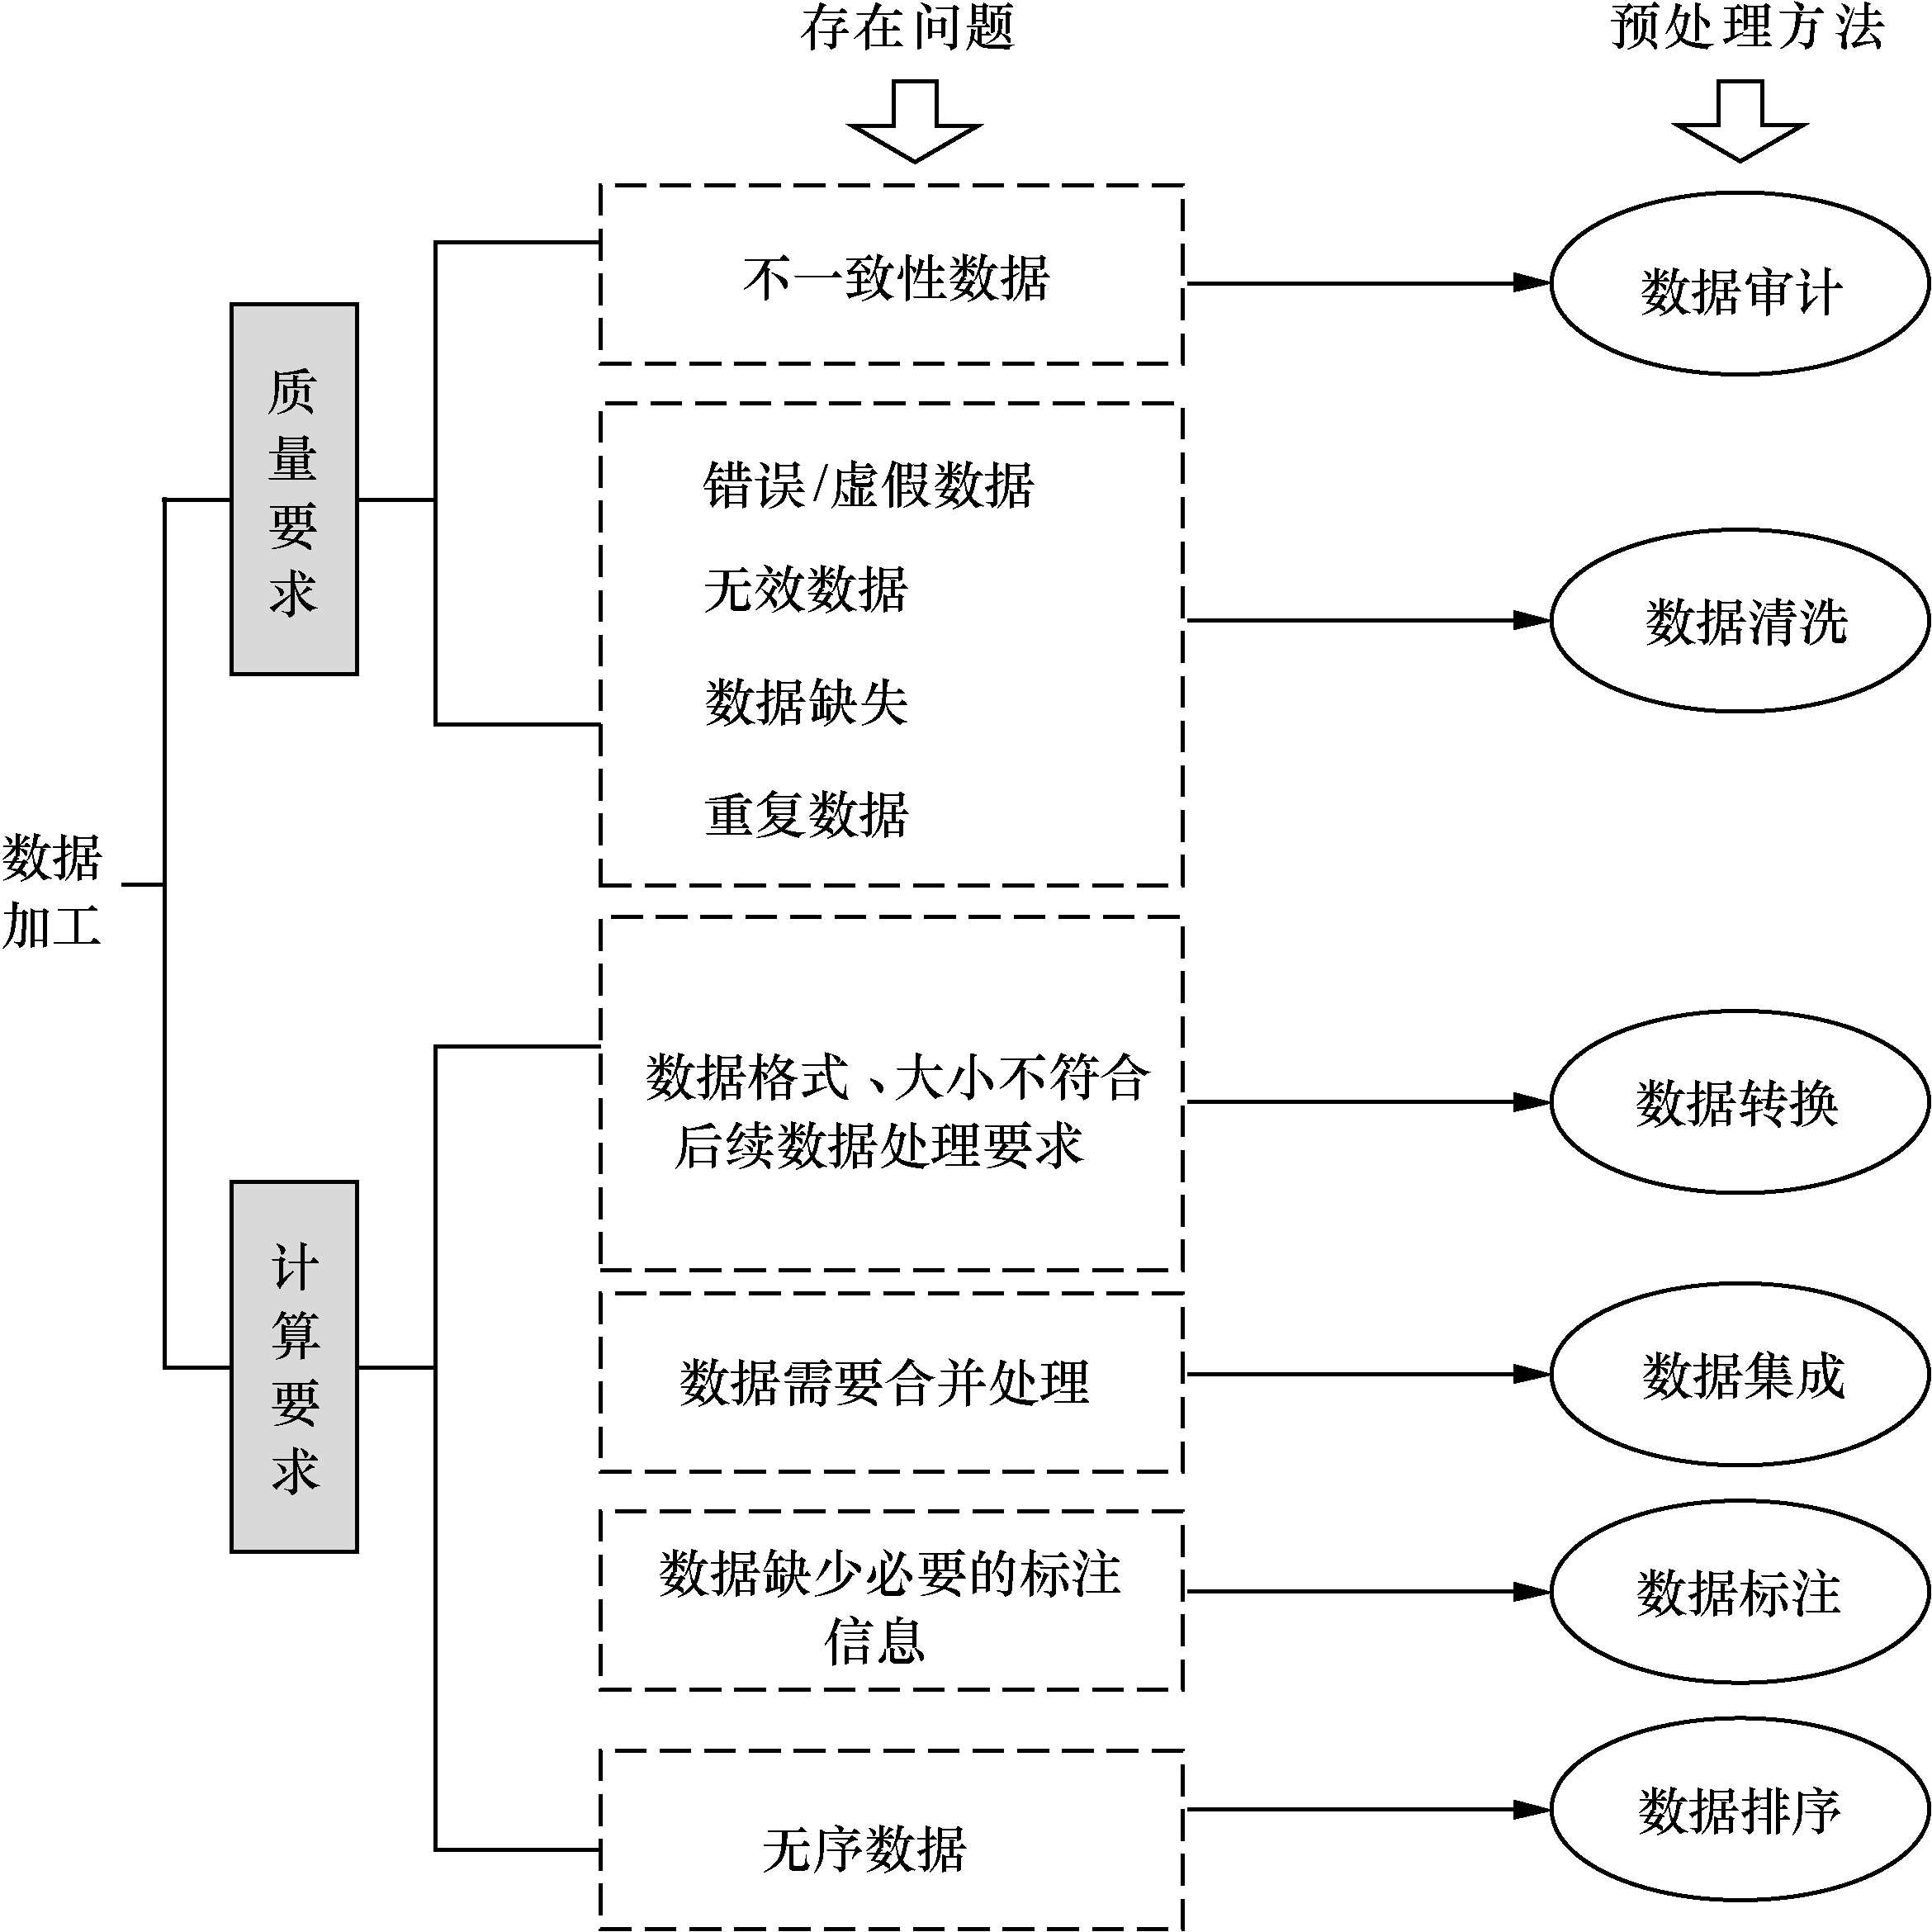 存在问题
预处理方法
不一致性数据
数据审计
质量要求
错误/虚假数据
无效数据
数据缺失
重复数据
数据清洗
数据
加工
数据格式、大小不符合
后续数据处理要求
数据转换
计算要求
数据需要合并处理
数据集成
数据缺少必要的标注
信息
数据标注
无序数据
数据排序